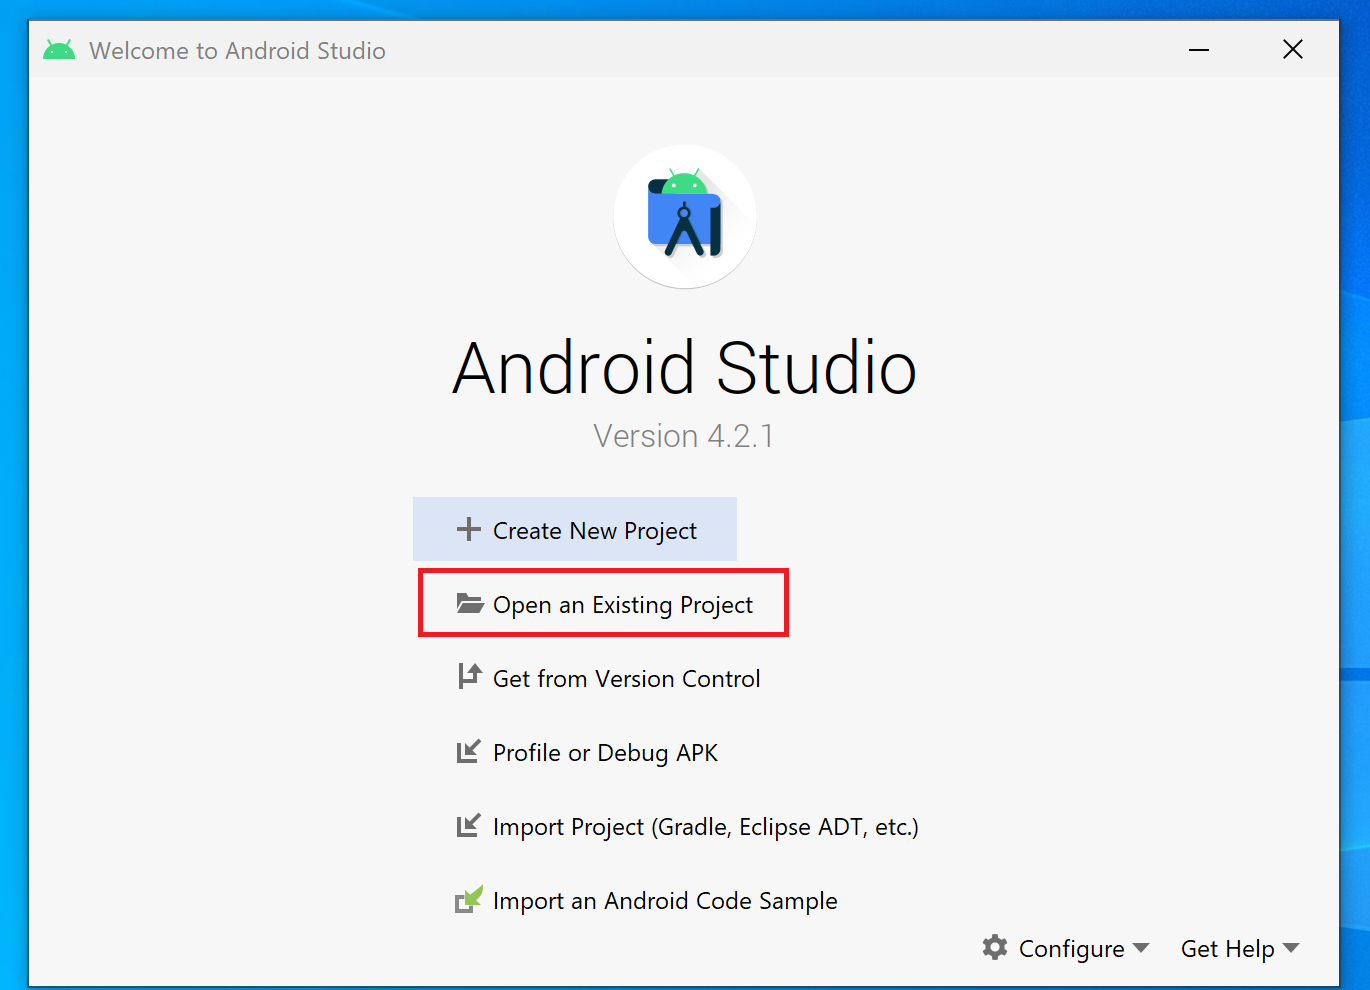 Welcome to Android Studio
Android Studio
Version 4.2.1
Create New Project
Open an Existing Project
Get from Version Control
Profile or Debug APK
Import Project (Gradle, Eclipse ADT, etc.)
Import an Android Code Sample
Configure Get Help